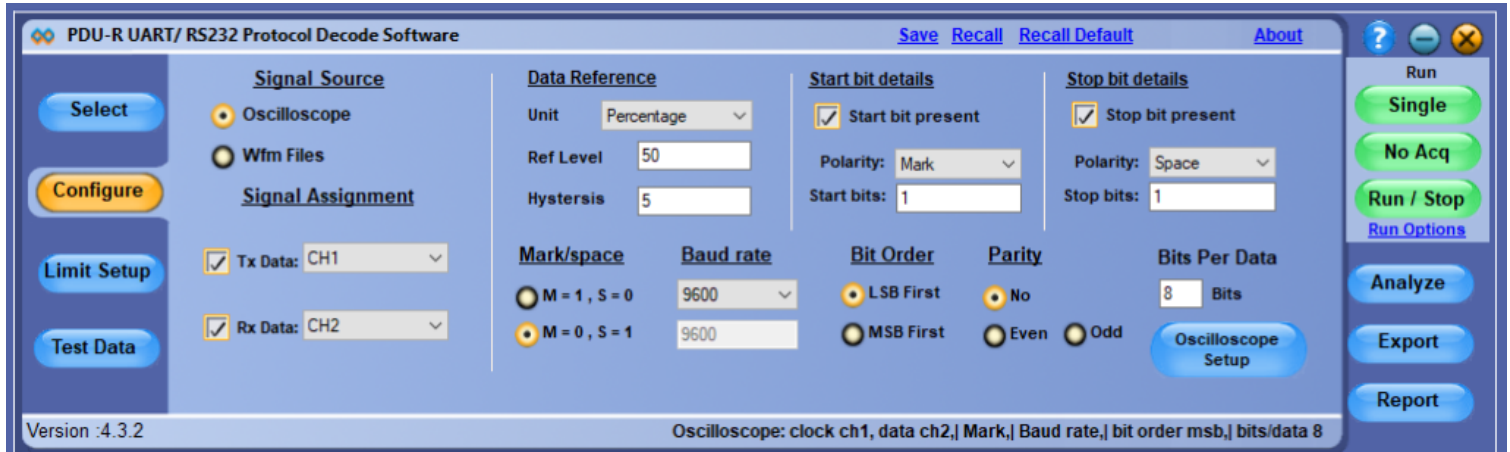 PDU-R UART/ RS232 Protocol Decode Software
Save Recall Recall Default About
?
Select
Configure
Limit Setup
Test Data
Signal Source
Oscilloscope
Wfm Files
Signal Assignment
Tx Data: CH1
Rx Data: CH2
Data Reference
Unit Percentage
Ref Level 50
Hystersis 5
Start bit details
Start bit present
Polarity: Mark
Start bits: 1
Stop bit details
Stop bit present
Polarity: Space
Stop bits: 1
Mark/space
M = 1 , S = 0
M = 0 , S = 1
Baud rate
9600
9600
Bit Order
LSB First
MSB First
Parity
No
Even Odd
Bits Per Data
8 Bits
Oscilloscope
Setup
Run
Single
No Acq
Run / Stop
Run Options
Analyze
Export
Report
Version :4.3.2
Oscilloscope: clock ch1, data ch2,| Mark,| Baud rate,| bit order msb,| bits/data 8